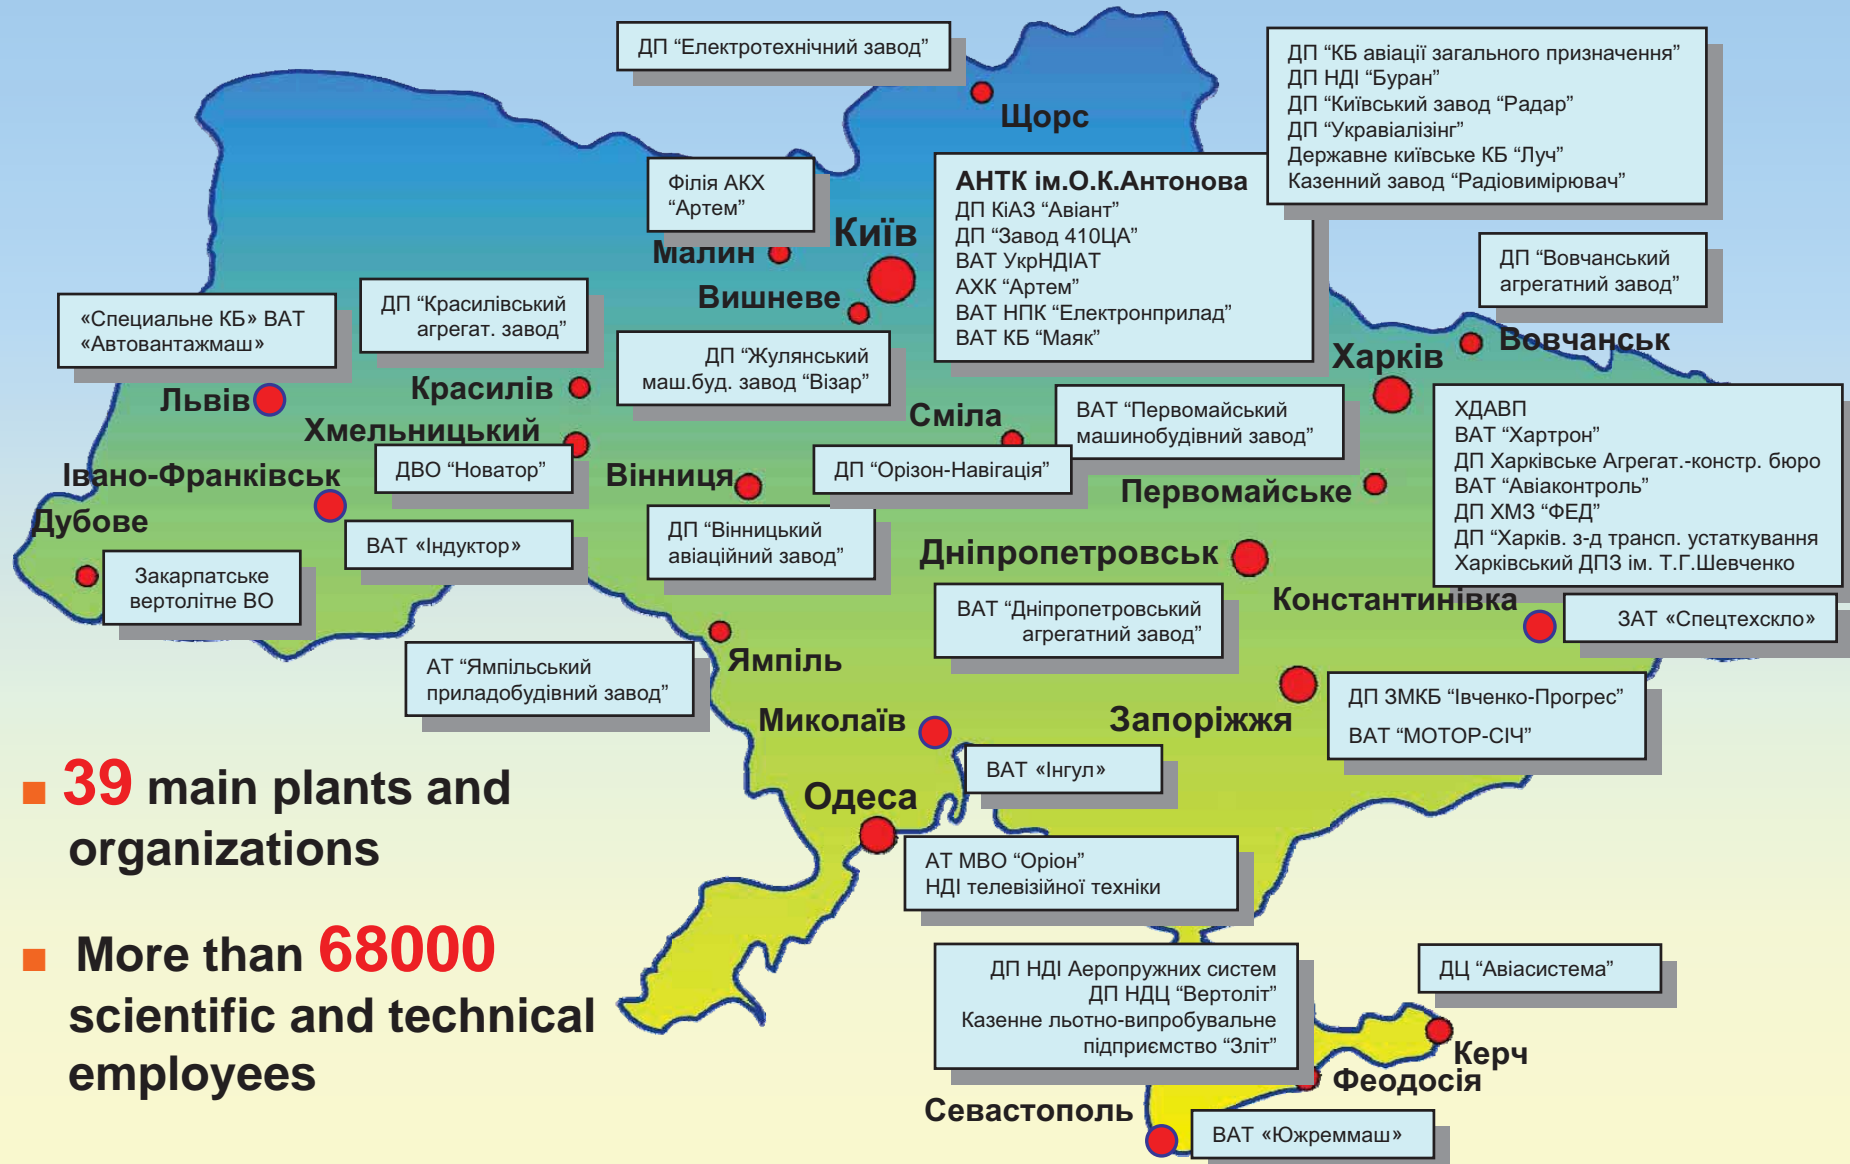 ДП “Електротехнічний завод”
Щорс
ДП “КБ авіації загального призначення”
ДП НДІ “Буран”
ДП “Київський завод “Радар”
ДП “Укравіалізінг”
Державне київське КБ “Луч”
Казенний завод “Радіовимірювач”
Філія АКХ
“Артем”
Малин
Київ
Вишневе
АНТК ім.О.К.Антонова
ДП КіАЗ “Авіант”
ДП “Завод 410ЦА”
ВАТ УкрНДІАТ
АХК “Артем”
ВАТ НПК “Електронприлад”
ВАТ КБ “Маяк”
ДП “Вовчанський
агрегатний завод”
Вовчанськ
Харків
«Специальне КБ» ВАТ
«Автовантажмаш»
Львів
ДП “Красилівський
агрегат. завод”
Красилів
ДП “Жулянський
маш.буд. завод “Візар”
Хмельницький
ДВО “Новатор”
Сміла
ДП “Орізон-Навігація”
ВАТ “Первомайський
машинобудівний завод”
Первомайське
ХДАВП
ВАТ “Хартрон”
ДП Харківське Агрегат.-констр. бюро
ВАТ “Авіаконтроль”
ДП ХМЗ “ФЕД”
ДП “Харків. з-д трансп. устаткування
Харківський ДПЗ ім. Т.Г.Шевченко
Івано-Франківськ
ВАТ «Індуктор»
Вінниця
ДП “Вінницький
авіаційний завод”
Дубове
Закарпатське
вертолітне ВО
Дніпропетровськ
ВАТ “Дніпропетровський
агрегатний завод”
Константинівка
ЗАТ «Спецтехскло»
Ямпіль
АТ “Ямпільський
приладобудівний завод”
Запоріжжя
ДП ЗМКБ “Івченко-Прогрес”
ВАТ “МОТОР-СІЧ”
Миколаїв
ВАТ «Інгул»
Одеса
АТ МВО “Оріон”
НДІ телевізійної техніки
39 main plants and
organizations
More than 68000
scientific and technical
employees
ДП НДІ Аеропружних систем
ДП НДЦ “Вертоліт”
Казенне льотно-випробувальне
підприємство “Зліт”
ДЦ “Авіасистема”
Керч
Феодосія
Севастополь
ВАТ «Южреммаш»